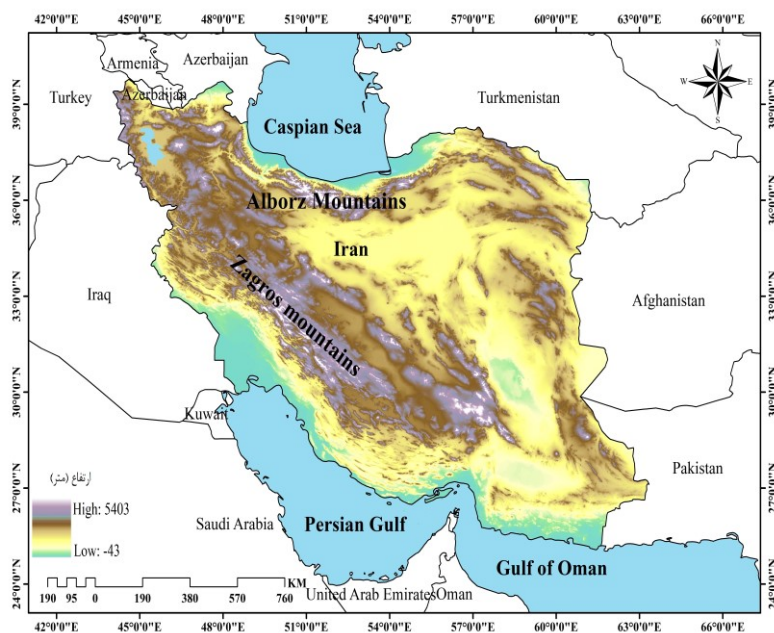 42°0'0"E 45°0'0"E 48°0'0"E 51°0'0"E 54°0'0"E 57°0'0"E 60°0'0"E 63°0'0"E 66°0'0"E
N
W E
S
Armenia
Azerbaijan
Turkey
Azerbaijan
Turkmenistan
Caspian Sea
Alborz Mountains
Iran
Zagros mountains
Iraq
Afghanistan
Kuwait
Pakistan
Saudi Arabia
Persian Gulf
Gulf of Oman
United Arab Emirates
Oman
39°0'0"N
36°0'0"N
33°0'0"N
30°0'0"N
27°0'0"N
24°0'0"N
39°0'0"N
36°0'0"N
33°0'0"N
30°0'0"N
27°0'0"N
24°0'0"N
ارتفاع (متر)
High: 5403
Low: -43
KM
190 95 0 190 380 570 760
42°0'0"E 45°0'0"E 48°0'0"E 51°0'0"E 54°0'0"E 57°0'0"E 60°0'0"E 63°0'0"E 66°0'0"E